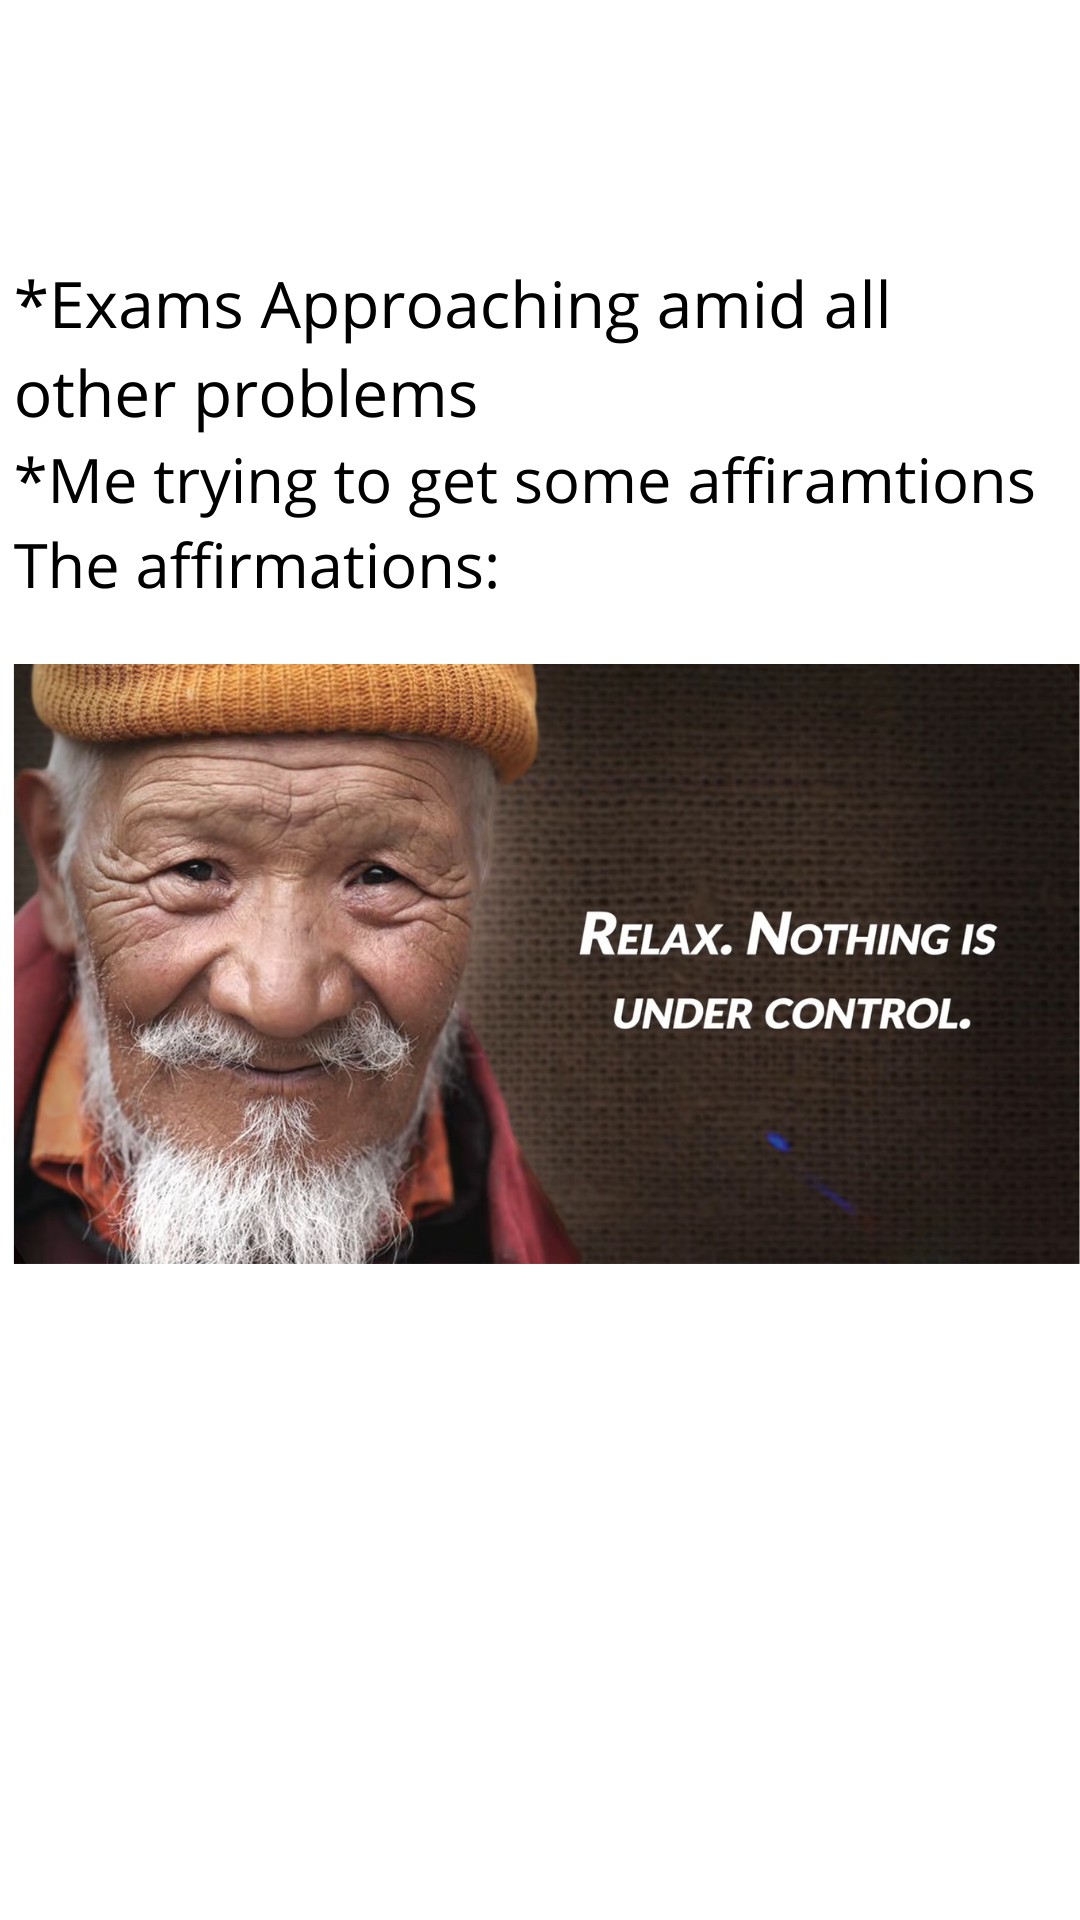 *Exams Approaching amid all
other problems
*Me trying to get some affiramtions
The affirmations:
RELAX. NOTHING IS
UNDER CONTROL.